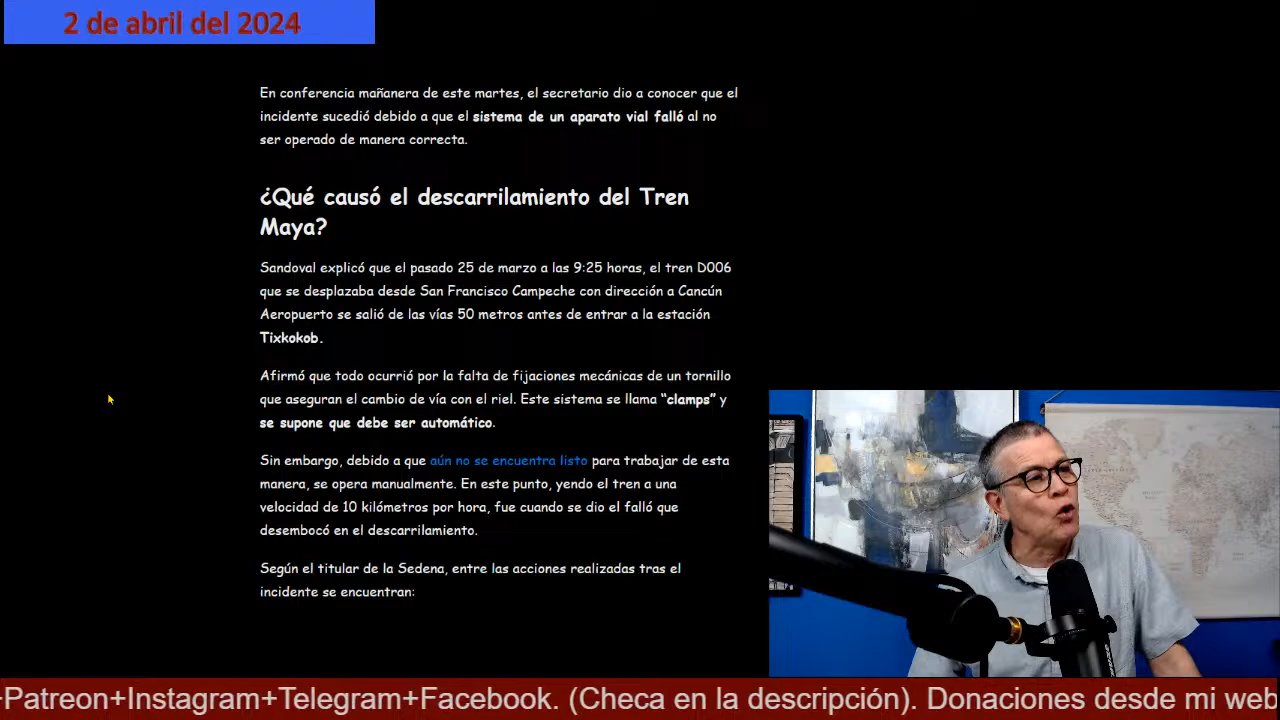 2 de abril del 2024
En conferencia mañanera de este martes, el secretario dio a conocer que el
incidente sucedió debido a que el sistema de un aparato vial falló al no
ser operado de manera correcta.
¿Qué causó el descarrilamiento del Tren
Maya?
Sandoval explicó que el pasado 25 de marzo a las 9:25 horas, el tren D006
que se desplazaba desde San Francisco Campeche con dirección a Cancún
Aeropuerto se salió de las vías 50 metros antes de entrar a la estación
Tixkokob.
Afirmó que todo ocurrió por la falta de fijaciones mecánicas de un tornillo
que aseguran el cambio de vía con el riel. Este sistema se llama “clamps” y
se supone que debe ser automático.
Sin embargo, debido a que aún no se encuentra listo para trabajar de esta
manera, se opera manualmente. En este punto, yendo el tren a una
velocidad de 10 kilómetros por hora, fue cuando se dio el falló que
desembocó en el descarrilamiento.
Según el titular de la Sedena, entre las acciones realizadas tras el
incidente se encuentran:
+Patreon+Instagram+Telegram+Facebook. (Checa en la descripción). Donaciones desde mi web